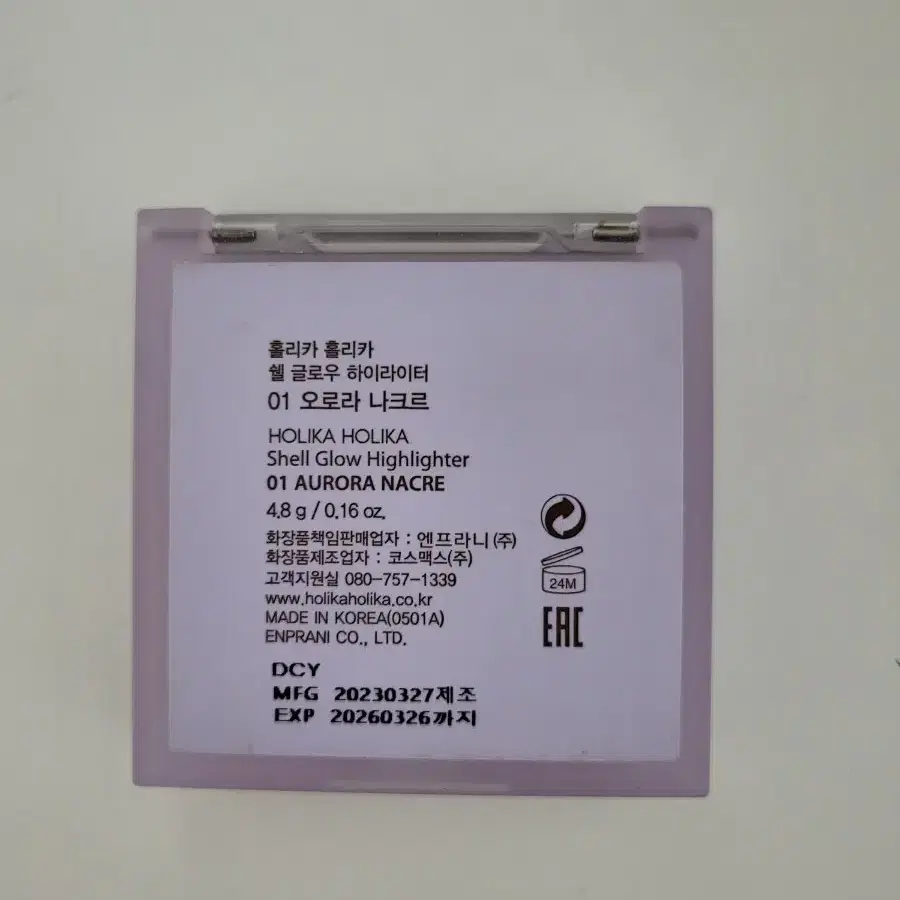 홀리카 홀리카
쉘 글로우 하이라이터
01 오로라 나크르
HOLIKA HOLIKA
Shell Glow Highlighter
01 AURORA NACRE
4.8 g / 0.16 oz.
화장품책임판매업자 : 엔프라니 (주)
화장품제조업자 : 코스맥스(주)
고객지원실 080-757-1339
www.holikaholika.co.kr
MADE IN KOREA(0501A)
ENPRANI CO., LTD.
24M
EAC
DCY
MFG 20230327제조
EXP 20260326까지